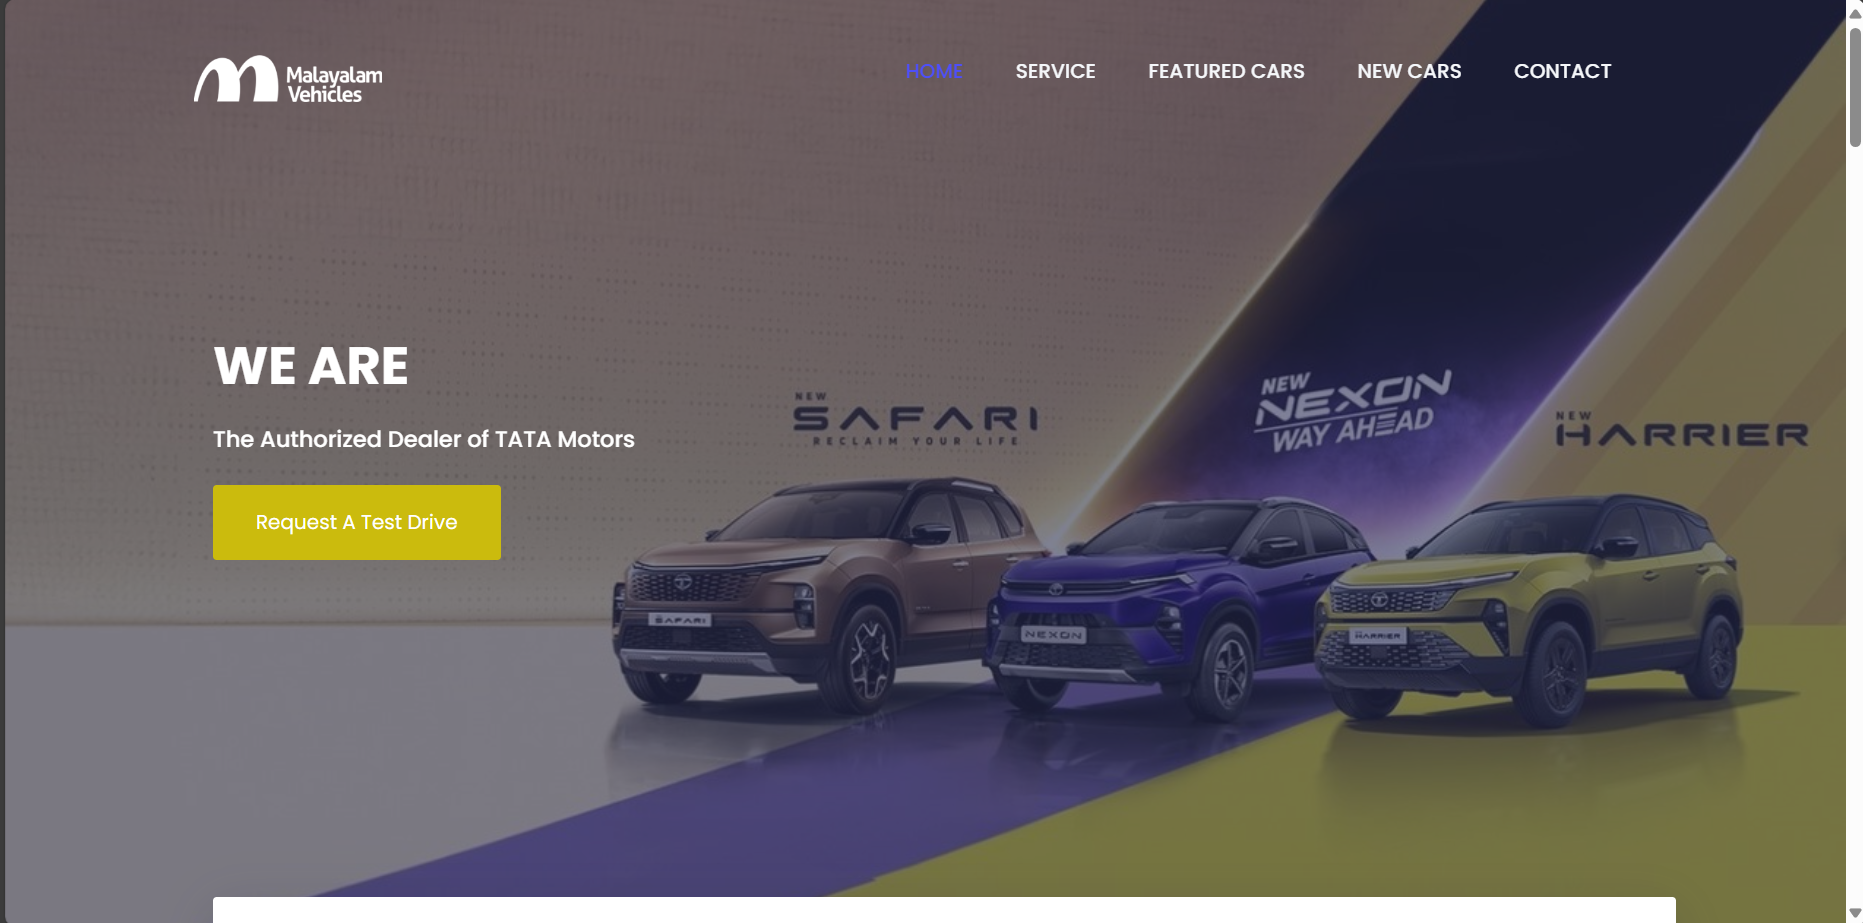 Malayalam
Vehicles
HOME
SERVICE
FEATURED CARS
NEW CARS
CONTACT
WE ARE
The Authorized Dealer of TATA Motors
Request A Test Drive
NEW
SAFARI
RECLAIM YOUR LIFE
NEW
NEXON
WAY AHEAD
NEW
HARRIER
SAFARI
NEXON
HARRIER